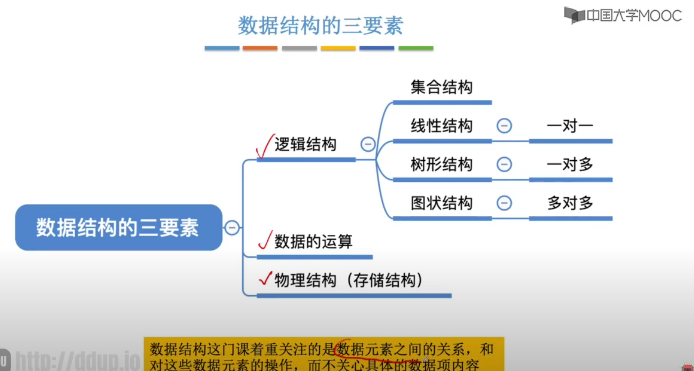 数据结构的三要素
中国大学MOOC
集合结构
线性结构
一对一
逻辑结构
树形结构
一对多
图状结构
多对多
数据结构的三要素
数据的运算
物理结构（存储结构）
数据结构这门课着重关注的是数据元素之间的关系，和
对这些数据元素的操作，而不关心具体的数据项内容
http://ddup.io